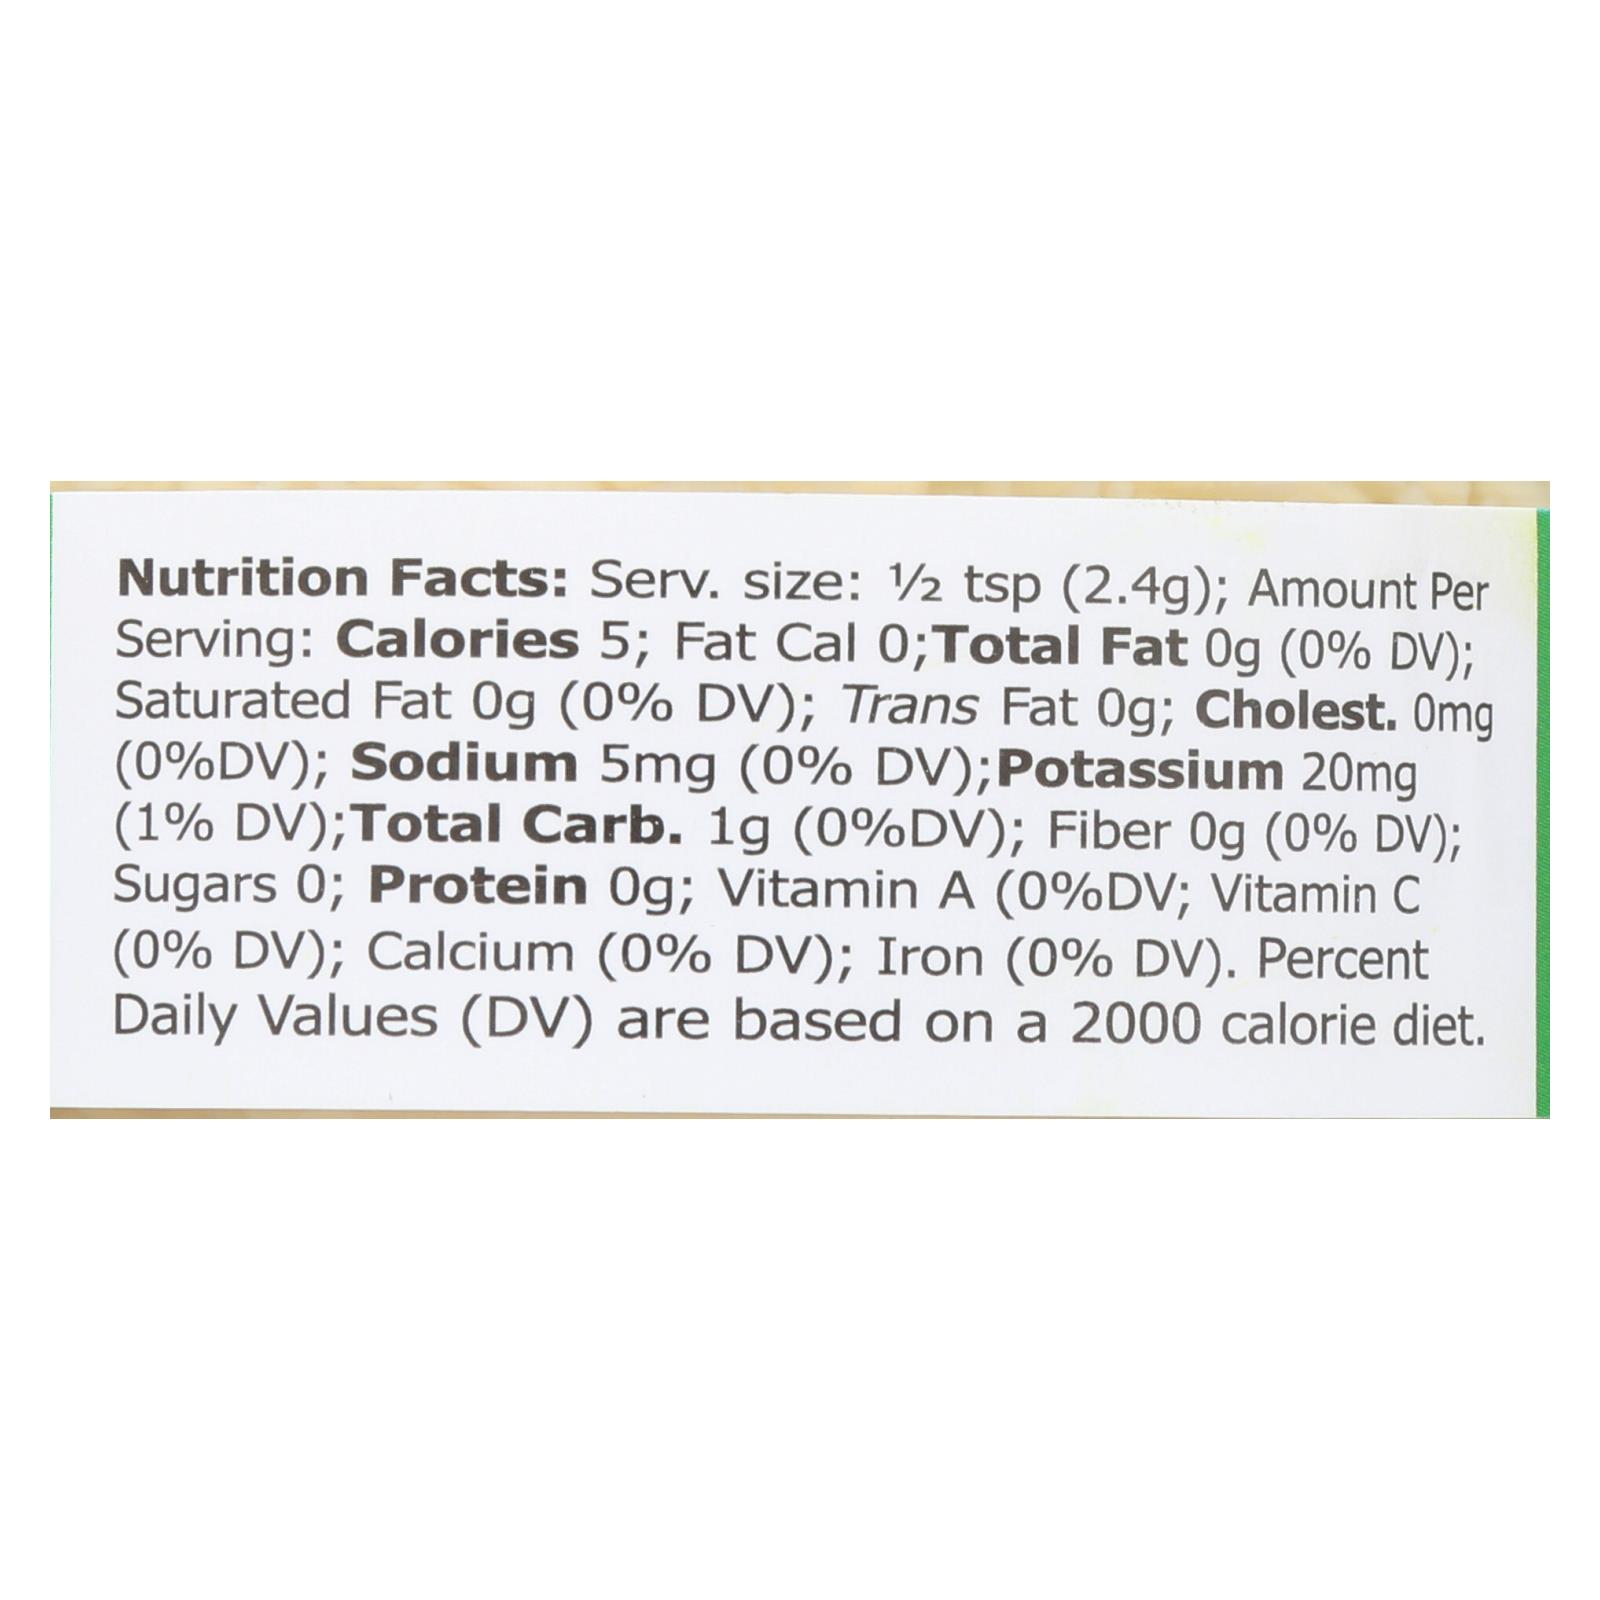 Nutrition Facts: Serv. size: ½ tsp (2.4g); Amount Per
Serving: Calories 5; Fat Cal 0;Total Fat 0g (0% DV);
Saturated Fat 0g (0% DV); Trans Fat 0g; Cholest. 0mg
(0%DV); Sodium 5mg (0% DV);Potassium 20mg
(1% DV);Total Carb. 1g (0%DV); Fiber 0g (0% DV);
Sugars 0; Protein 0g; Vitamin A (0%DV; Vitamin C
(0% DV); Calcium (0% DV); Iron (0% DV). Percent
Daily Values (DV) are based on a 2000 calorie diet.